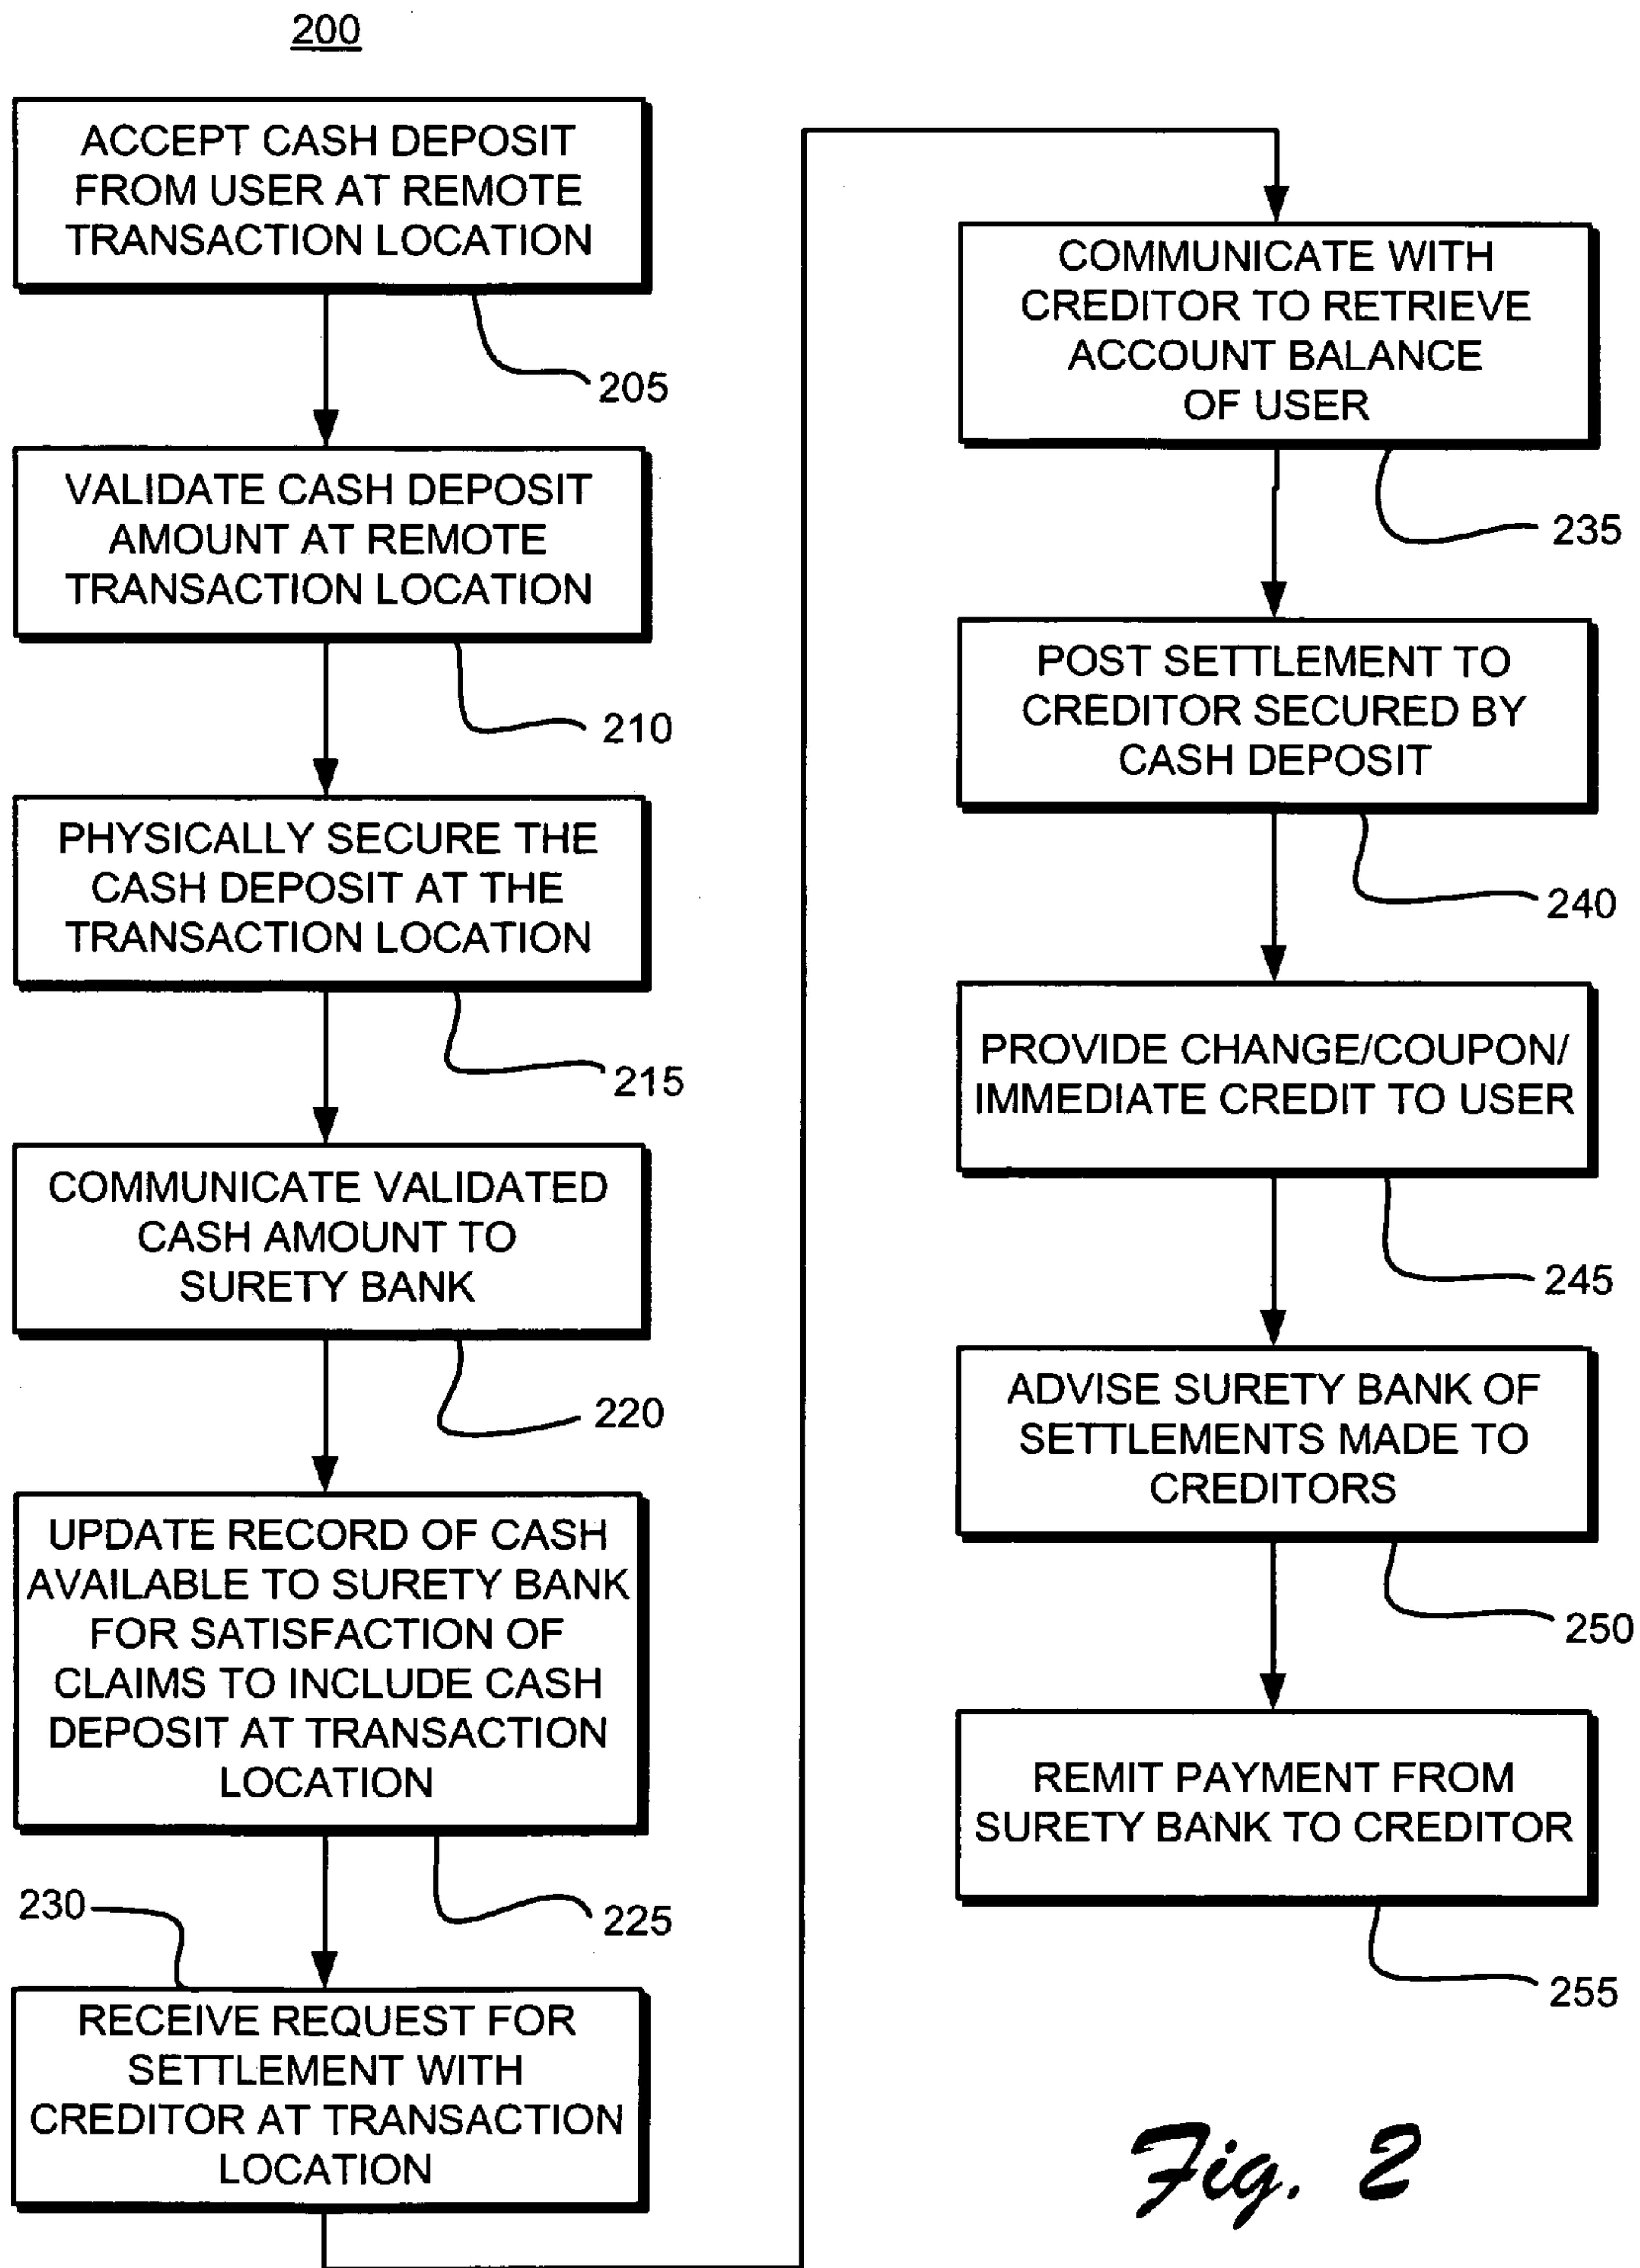 200
ACCEPT CASH DEPOSIT
FROM USER AT REMOTE
TRANSACTION LOCATION
205
VALIDATE CASH DEPOSIT
AMOUNT AT REMOTE
TRANSACTION LOCATION
210
PHYSICALLY SECURE THE
CASH DEPOSIT AT THE
TRANSACTION LOCATION
215
COMMUNICATE VALIDATED
CASH AMOUNT TO
SURETY BANK
220
UPDATE RECORD OF CASH
AVAILABLE TO SURETY BANK
FOR SATISFACTION OF
CLAIMS TO INCLUDE CASH
DEPOSIT AT TRANSACTION
LOCATION
225
230
RECEIVE REQUEST FOR
SETTLEMENT WITH
CREDITOR AT TRANSACTION
LOCATION
COMMUNICATE WITH
CREDITOR TO RETRIEVE
ACCOUNT BALANCE
OF USER
235
POST SETTLEMENT TO
CREDITOR SECURED BY
CASH DEPOSIT
240
PROVIDE CHANGE/COUPON/
IMMEDIATE CREDIT TO USER
245
ADVISE SURETY BANK OF
SETTLEMENTS MADE TO
CREDITORS
250
REMIT PAYMENT FROM
SURETY BANK TO CREDITOR
255
Fig. 2